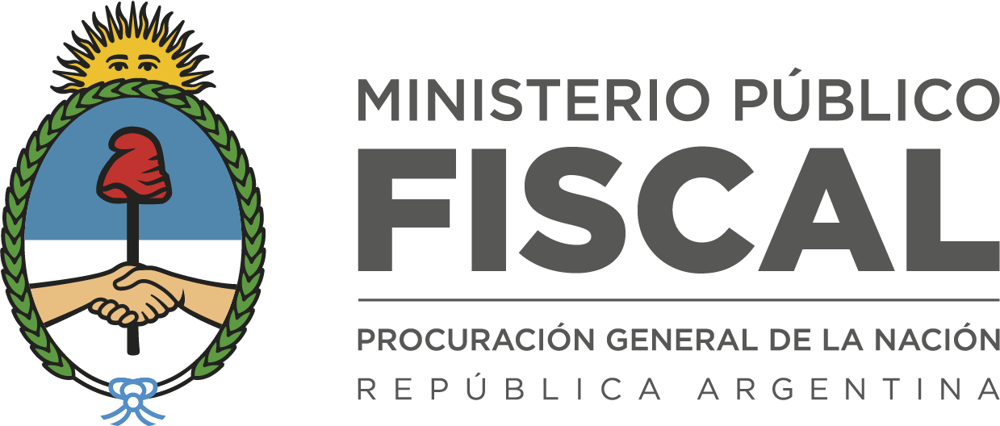 MINISTERIO PÚBLICO
FISCAL
PROCURACIÓN GENERAL DE LA NACIÓN
REPÚBLICA ARGENTINA